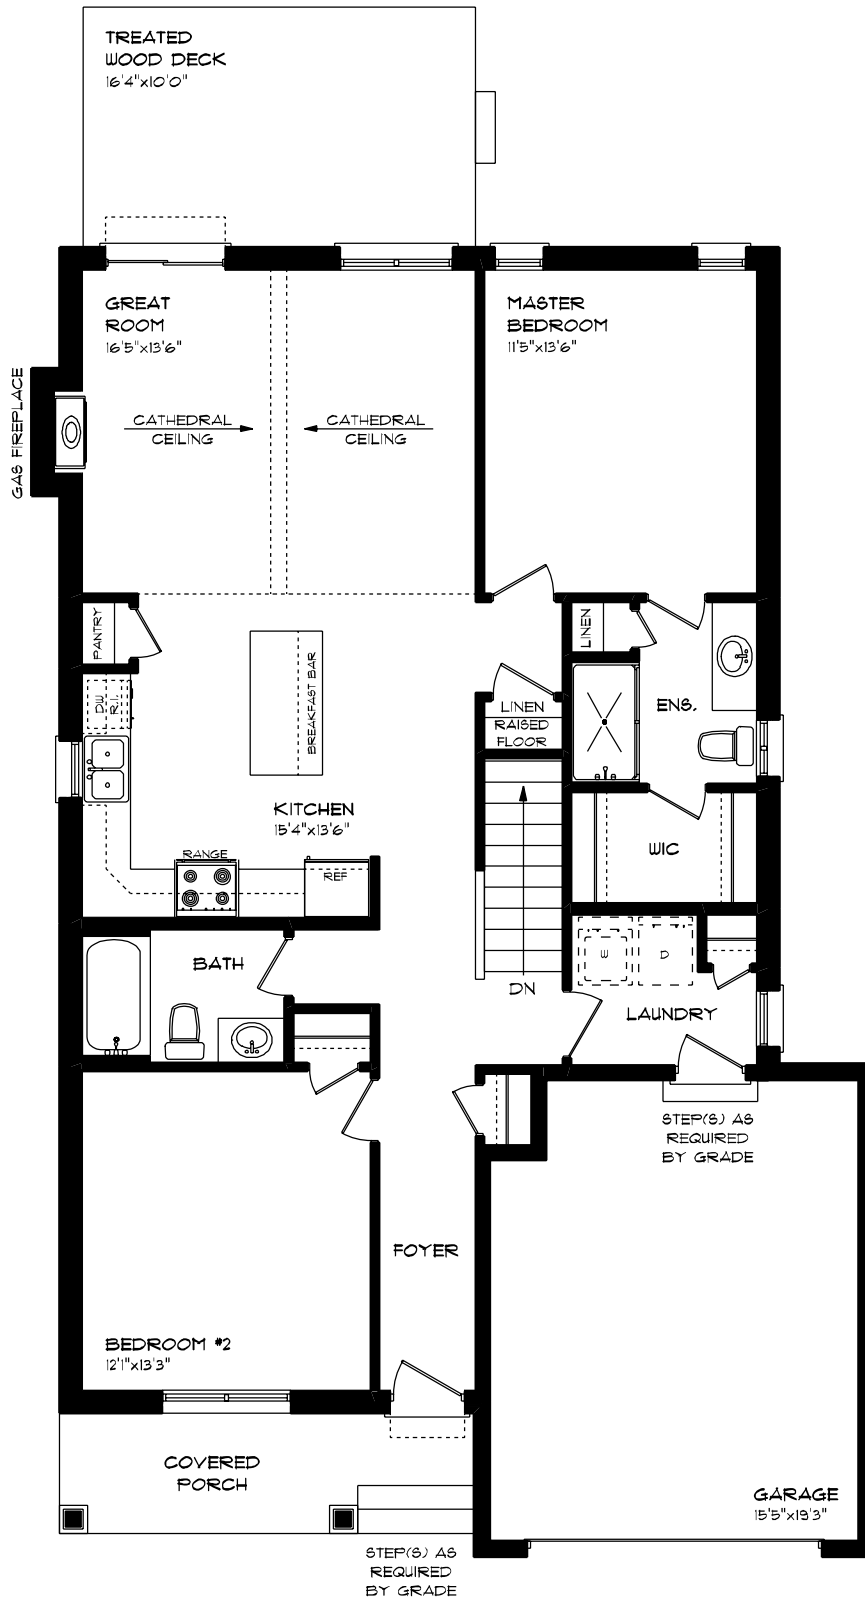 TREATED
WOOD DECK
16'4"x10'0"
GREAT
ROOM
16'5"x13'6"
MASTER
BEDROOM
11'5"x13'6"
GAS FIREPLACE
CATHEDRAL
CEILING
CATHEDRAL
CEILING
PANTRY
LINEN
BREAKFAST BAR
DW
R.I.
LINEN
RAISED
FLOOR
ENS.
KITCHEN
15'4"x13'6"
RANGE
REF
WIC
BATH
W
D
DN
LAUNDRY
STEP(S) AS
REQUIRED
BY GRADE
FOYER
BEDROOM #2
12'1"x13'3"
COVERED
PORCH
GARAGE
15'5"x19'3"
STEP(S) AS
REQUIRED
BY GRADE